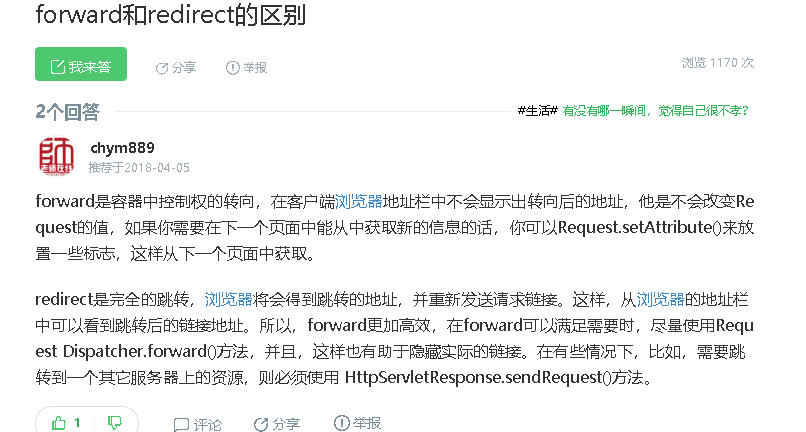 forward和redirect的区别
我来答
分享
举报
浏览 1170 次
2个回答
#生活# 有没有哪一瞬间，觉得自己很不孝?
師
老師在线
chym889
推荐于2018-04-05
forward是容器中控制权的转向，在客户端浏览器地址栏中不会显示出转向后的地址，他是不会改变Re
quest的值，如果你需要在下一个页面中能从中获取新的信息的话，你可以Request.setAttribute()来放
置一些标志，这样从下一个页面中获取。
redirect是完全的跳转，浏览器将会得到跳转的地址，并重新发送请求链接。这样，从浏览器的地址栏
中可以看到跳转后的链接地址。所以，forward更加高效，在forward可以满足需要时，尽量使用Requ
est Dispatcher.forward()方法，并且，这样也有助于隐藏实际的链接。在有些情况下，比如，需要跳
转到一个其它服务器上的资源，则必须使用 HttpServletResponse.sendRequest()方法。
1
评论
分享
举报